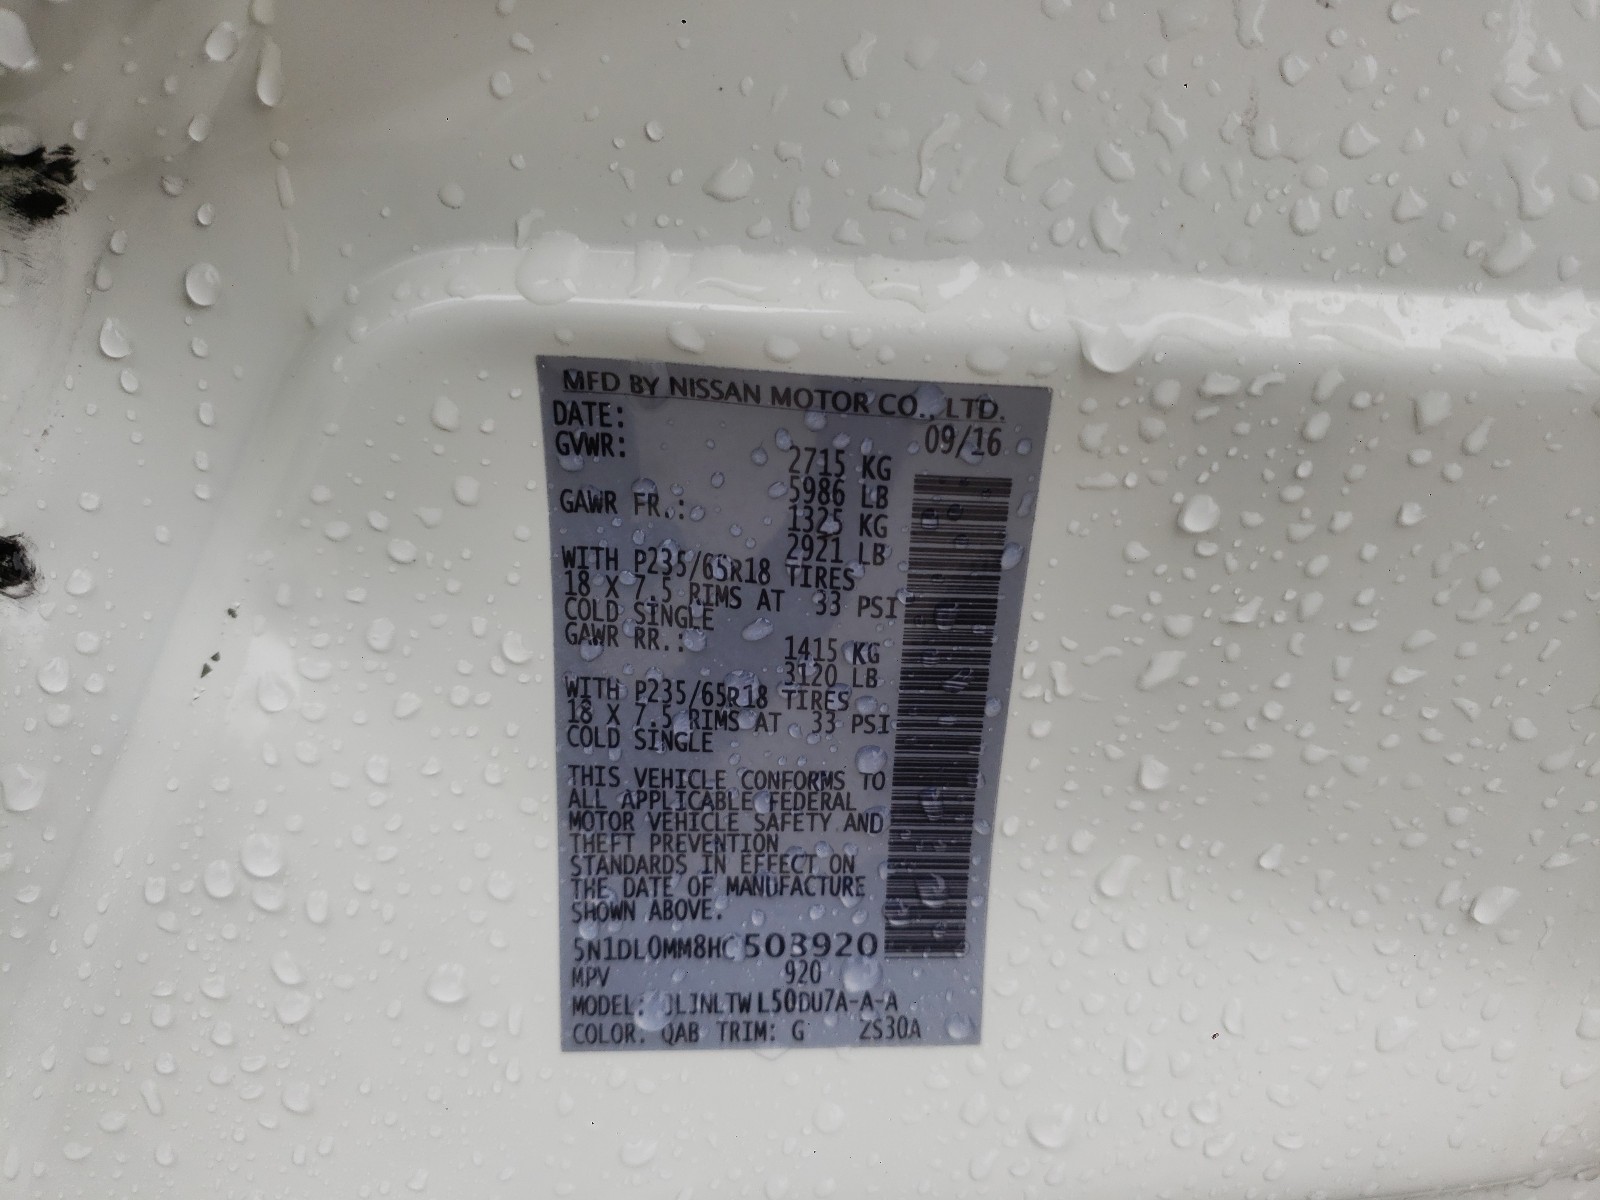 MFD BY NISSAN MOTOR CO., LTD.
DATE: 09/16
GVWR: 2715 KG
5986 LB
GAWR FR.: 1325 KG
2921 LB
WITH P235/65R18 TIRES
18 X 7.5 RIMS AT 33 PSI
COLD SINGLE
GAWR RR.: 1415 KG
3120 LB
WITH P235/65R18 TIRES
18 X 7.5 RIMS AT 33 PSI
COLD SINGLE
THIS VEHICLE CONFORMS TO
ALL APPLICABLE FEDERAL
MOTOR VEHICLE SAFETY AND
THEFT PREVENTION
STANDARDS IN EFFECT ON
THE DATE OF MANUFACTURE
SHOWN ABOVE.
5N1DL0MM8HC503920
MPV 920
MODEL:
COLOR: QAB TRIM: G ZS30A